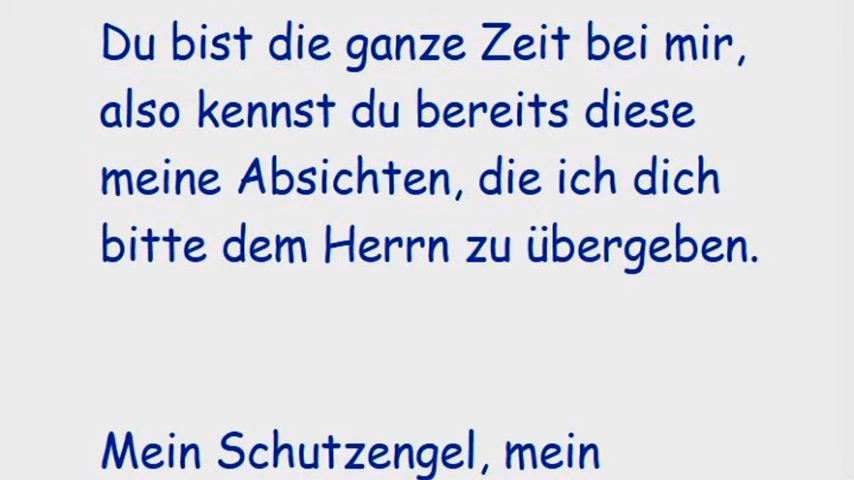 Du bist die ganze Zeit bei mir,
also kennst du bereits diese
meine Absichten, die ich dich
bitte dem Herrn zu übergeben.
Mein Schutzengel, mein